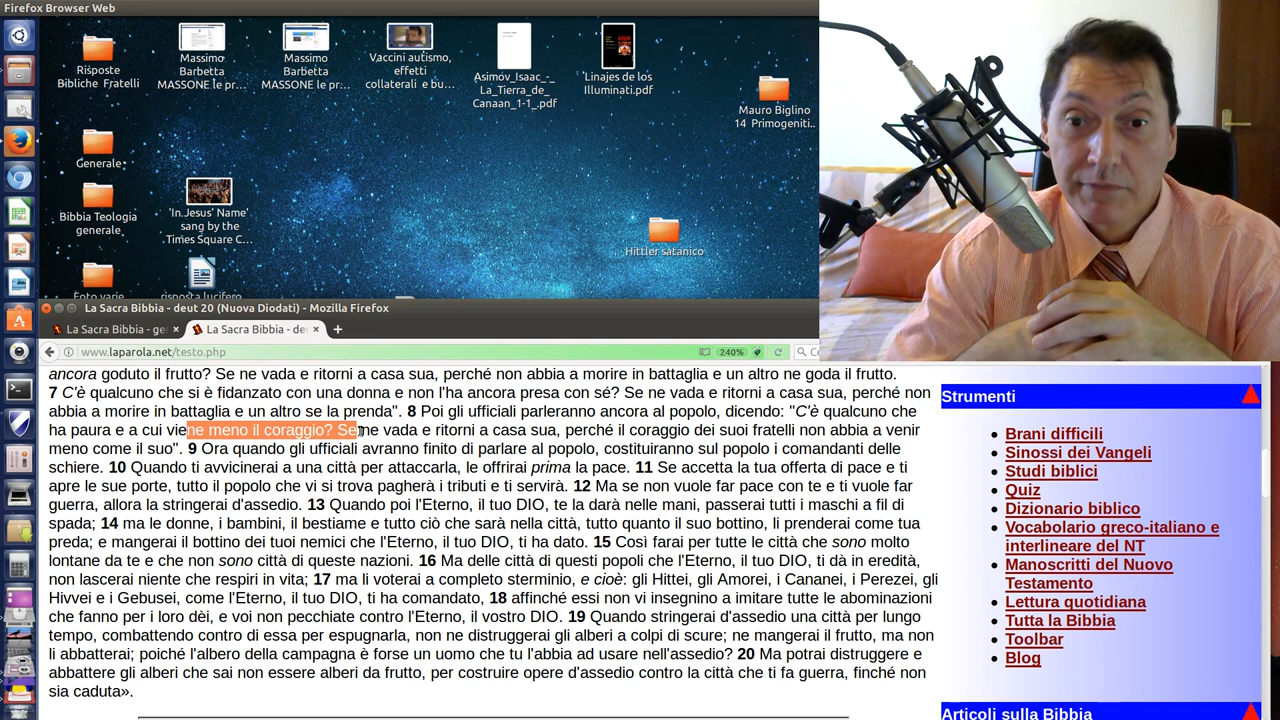 Firefox Browser Web
Risposte
Bibliche Fratelli
Massimo
Barbetta
MASSONE le pr...
Massimo
Barbetta
MASSONE le pr...
Vaccini autismo,
effetti
collaterali e bu...
Asimov_Isaac_-_
La_Tierra_de_
Canaan_1-1_.pdf
Linajes de los
Illuminati.pdf
Mauro Biglino
14 Primogeniti..
Generale
Bibbia Teologia
generale
'In Jesus' Name'
sang by the
Times Square C...
Hittler satanico
Foto varie
risposta lucifero
La Sacra Bibbia - deut 20 (Nuova Diodati) - Mozilla Firefox
La Sacra Bibbia - ge
La Sacra Bibbia - de
www.laparola.net/testo.php
240%
ancora goduto il frutto? Se ne vada e ritorni a casa sua, perché non abbia a morire in battaglia e un altro ne goda il frutto.
7 C'è qualcuno che si è fidanzato con una donna e non l'ha ancora presa con sé? Se ne vada e ritorni a casa sua, perché non
abbia a morire in battaglia e un altro se la prenda". 8 Poi gli ufficiali parleranno ancora al popolo, dicendo: "C'è qualcuno che
ha paura e a cui viene meno il coraggio? Se ne vada e ritorni a casa sua, perché il coraggio dei suoi fratelli non abbia a venir
meno come il suo". 9 Ora quando gli ufficiali avranno finito di parlare al popolo, costituiranno sul popolo i comandanti delle
schiere. 10 Quando ti avvicinerai a una città per attaccarla, le offrirai prima la pace. 11 Se accetta la tua offerta di pace e ti
apre le sue porte, tutto il popolo che vi si trova pagherà i tributi e ti servirà. 12 Ma se non vuole far pace con te e ti vuole far
guerra, allora la stringerai d'assedio. 13 Quando poi l'Eterno, il tuo DIO, te la darà nelle mani, passerai tutti i maschi a fil di
spada; 14 ma le donne, i bambini, il bestiame e tutto ciò che sarà nella città, tutto quanto il suo bottino, li prenderai come tua
preda; e mangerai il bottino dei tuoi nemici che l'Eterno, il tuo DIO, ti ha dato. 15 Così farai per tutte le città che sono molto
lontane da te e che non sono città di queste nazioni. 16 Ma delle città di questi popoli che l'Eterno, il tuo DIO, ti dà in eredità,
non lascerai niente che respiri in vita; 17 ma li voterai a completo sterminio, e cioè: gli Hittei, gli Amorei, i Cananei, i Perezei, gli
Hivvei e i Gebusei, come l'Eterno, il tuo DIO, ti ha comandato, 18 affinché essi non vi insegnino a imitare tutte le abominazioni
che fanno per i loro dèi, e voi non pecchiate contro l'Eterno, il vostro DIO. 19 Quando stringerai d'assedio una città per lungo
tempo, combattendo contro di essa per espugnarla, non ne distruggerai gli alberi a colpi di scure; ne mangerai il frutto, ma non
li abbatterai; poiché l'albero della campagna è forse un uomo che tu l'abbia ad usare nell'assedio? 20 Ma potrai distruggere e
abbattere gli alberi che sai non essere alberi da frutto, per costruire opere d'assedio contro la città che ti fa guerra, finché non
sia caduta».
Strumenti
Brani difficili
Sinossi dei Vangeli
Studi biblici
Quiz
Dizionario biblico
Vocabolario greco-italiano e
interlineare del NT
Manoscritti del Nuovo
Testamento
Lettura quotidiana
Tutta la Bibbia
Toolbar
Blog
Articoli sulla Bibbia